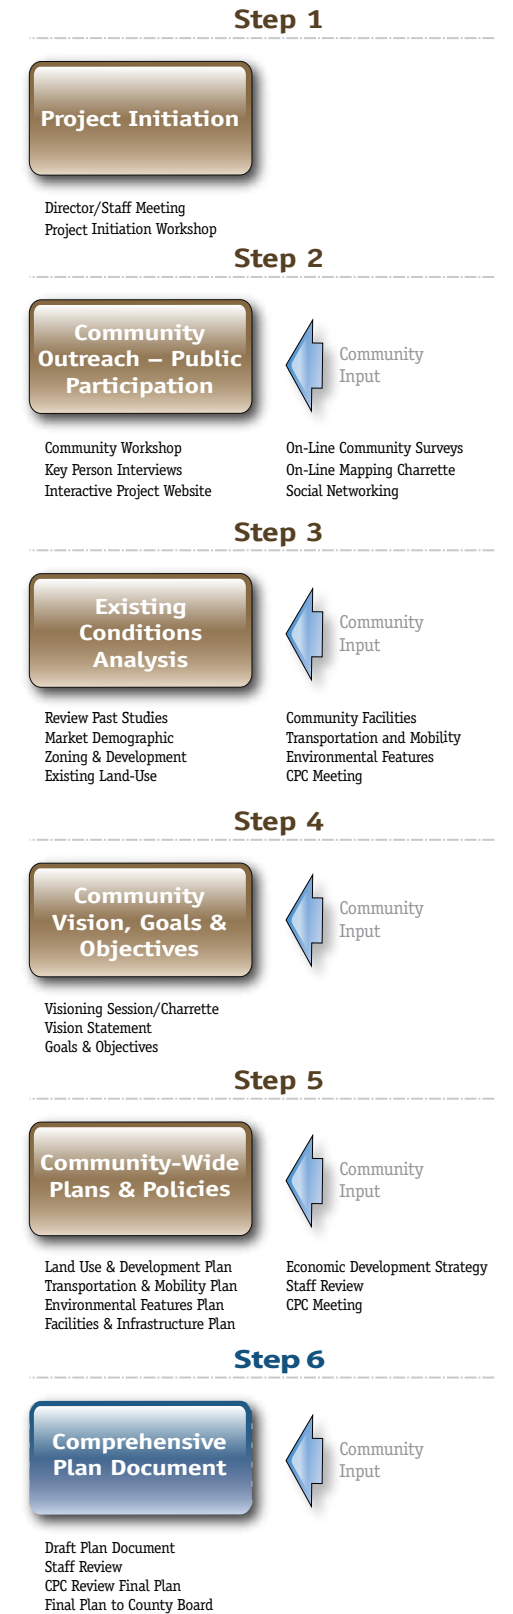 Step 1
Project Initiation
Director/Staff Meeting
Project Initiation Workshop
Step 2
Community
Outreach – Public
Participation
Community
Input
Community Workshop
Key Person Interviews
Interactive Project Website
On-Line Community Surveys
On-Line Mapping Charrette
Social Networking
Step 3
Existing
Conditions
Analysis
Community
Input
Review Past Studies
Market Demographic
Zoning & Development
Existing Land-Use
Community Facilities
Transportation and Mobility
Environmental Features
CPC Meeting
Step 4
Community
Vision, Goals &
Objectives
Community
Input
Visioning Session/Charrette
Vision Statement
Goals & Objectives
Step 5
Community-Wide
Plans & Policies
Community
Input
Land Use & Development Plan
Transportation & Mobility Plan
Environmental Features Plan
Facilities & Infrastructure Plan
Economic Development Strategy
Staff Review
CPC Meeting
Step 6
Comprehensive
Plan Document
Community
Input
Draft Plan Document
Staff Review
CPC Review Final Plan
Final Plan to County Board